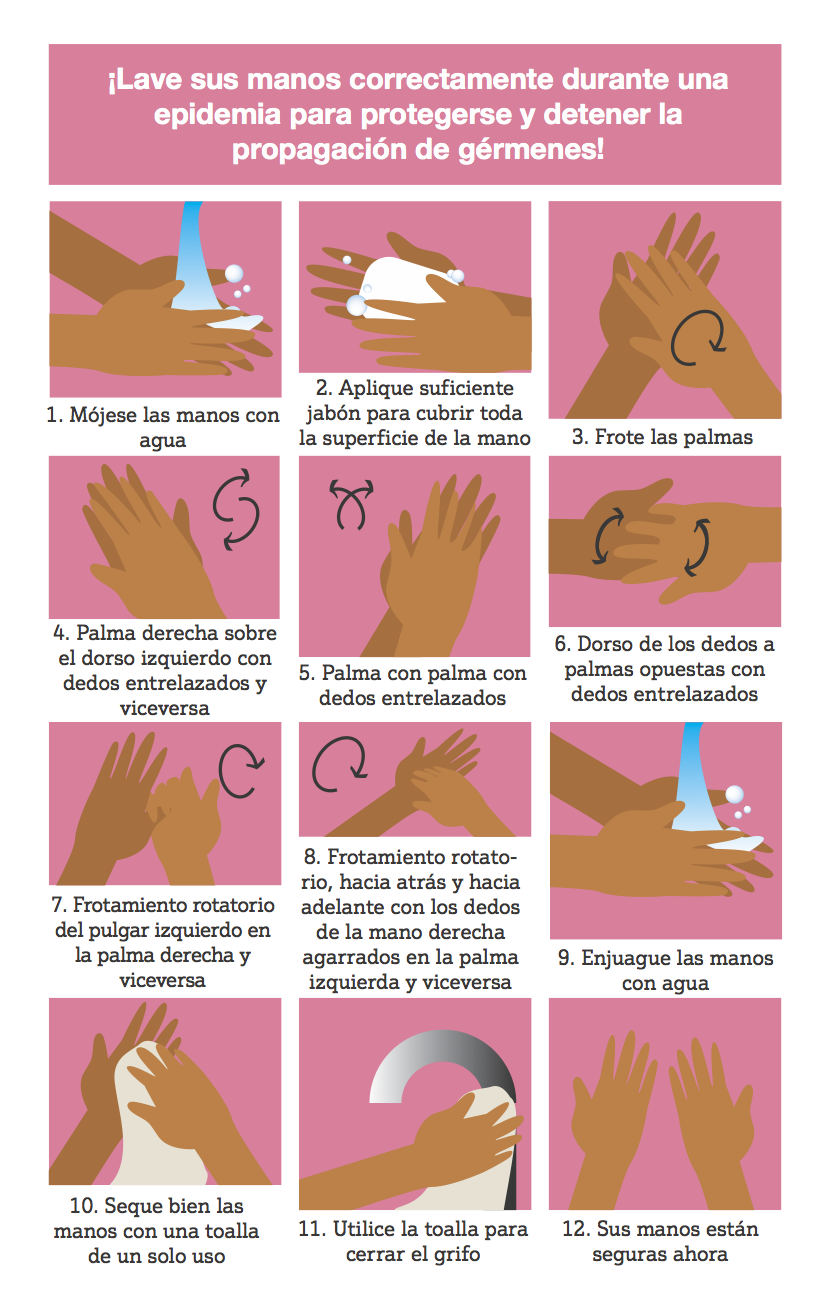 ¡Lave sus manos correctamente durante una
epidemia para protegerse y detener la
propagación de gérmenes!
1. Mójese las manos con
agua
2. Aplique suficiente
jabón para cubrir toda
la superficie de la mano
3. Frote las palmas
4. Palma derecha sobre
el dorso izquierdo con
dedos entrelazados y
viceversa
5. Palma con palma con
dedos entrelazados
6. Dorso de los dedos a
palmas opuestas con
dedos entrelazados
7. Frotamiento rotatorio
del pulgar izquierdo en
la palma derecha y
viceversa
8. Frotamiento rotato-
rio, hacia atrás y hacia
adelante con los dedos
de la mano derecha
agarrados en la palma
izquierda y viceversa
9. Enjuague las manos
con agua
10. Seque bien las
manos con una toalla
de un solo uso
11. Utilice la toalla para
cerrar el grifo
12. Sus manos están
seguras ahora